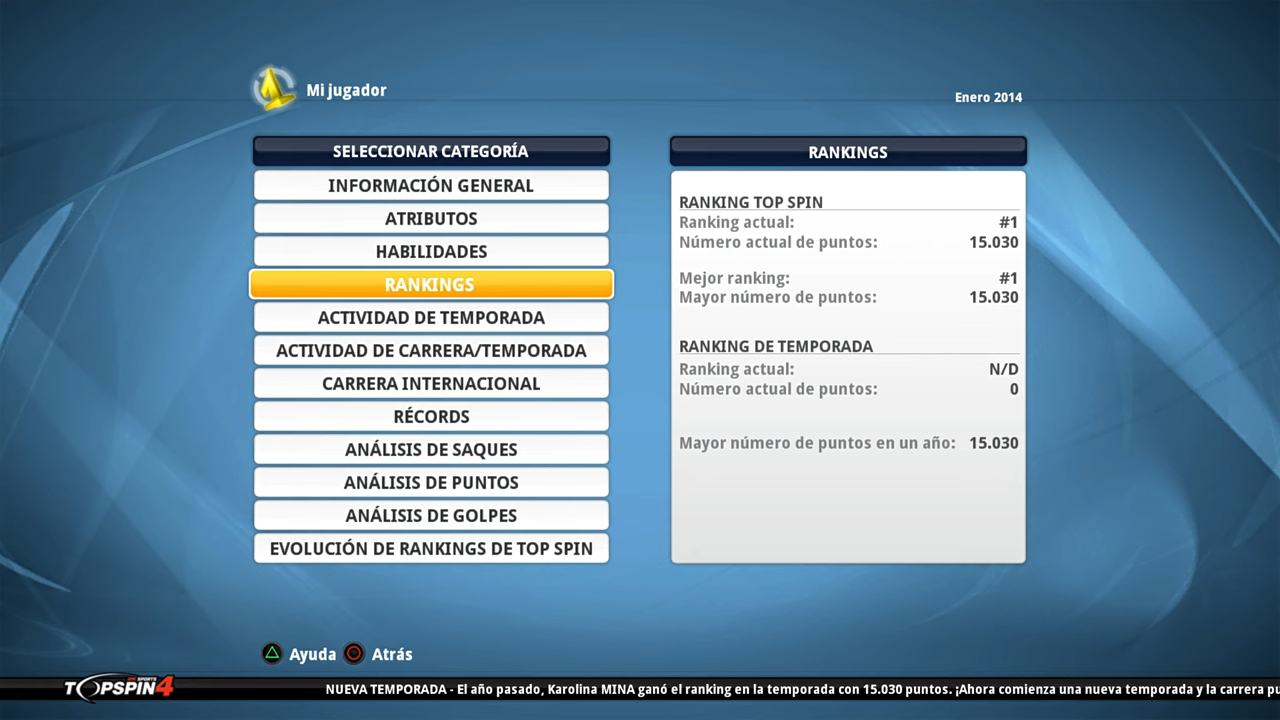 Mi jugador
Enero 2014
SELECCIONAR CATEGORÍA
INFORMACIÓN GENERAL
ATRIBUTOS
HABILIDADES
RANKINGS
ACTIVIDAD DE TEMPORADA
ACTIVIDAD DE CARRERA/TEMPORADA
CARRERA INTERNACIONAL
RÉCORDS
ANÁLISIS DE SAQUES
ANÁLISIS DE PUNTOS
ANÁLISIS DE GOLPES
EVOLUCIÓN DE RANKINGS DE TOP SPIN
RANKINGS
RANKING TOP SPIN
Ranking actual: #1
Número actual de puntos: 15.030
Mejor ranking: #1
Mayor número de puntos: 15.030
RANKING DE TEMPORADA
Ranking actual: N/D
Número actual de puntos: 0
Mayor número de puntos en un año: 15.030
Ayuda Atrás
2K SPORTS
TOPSPIN 4
NUEVA TEMPORADA - El año pasado, Karolina MINA ganó el ranking en la temporada con 15.030 puntos. ¡Ahora comienza una nueva temporada y la carrera pu